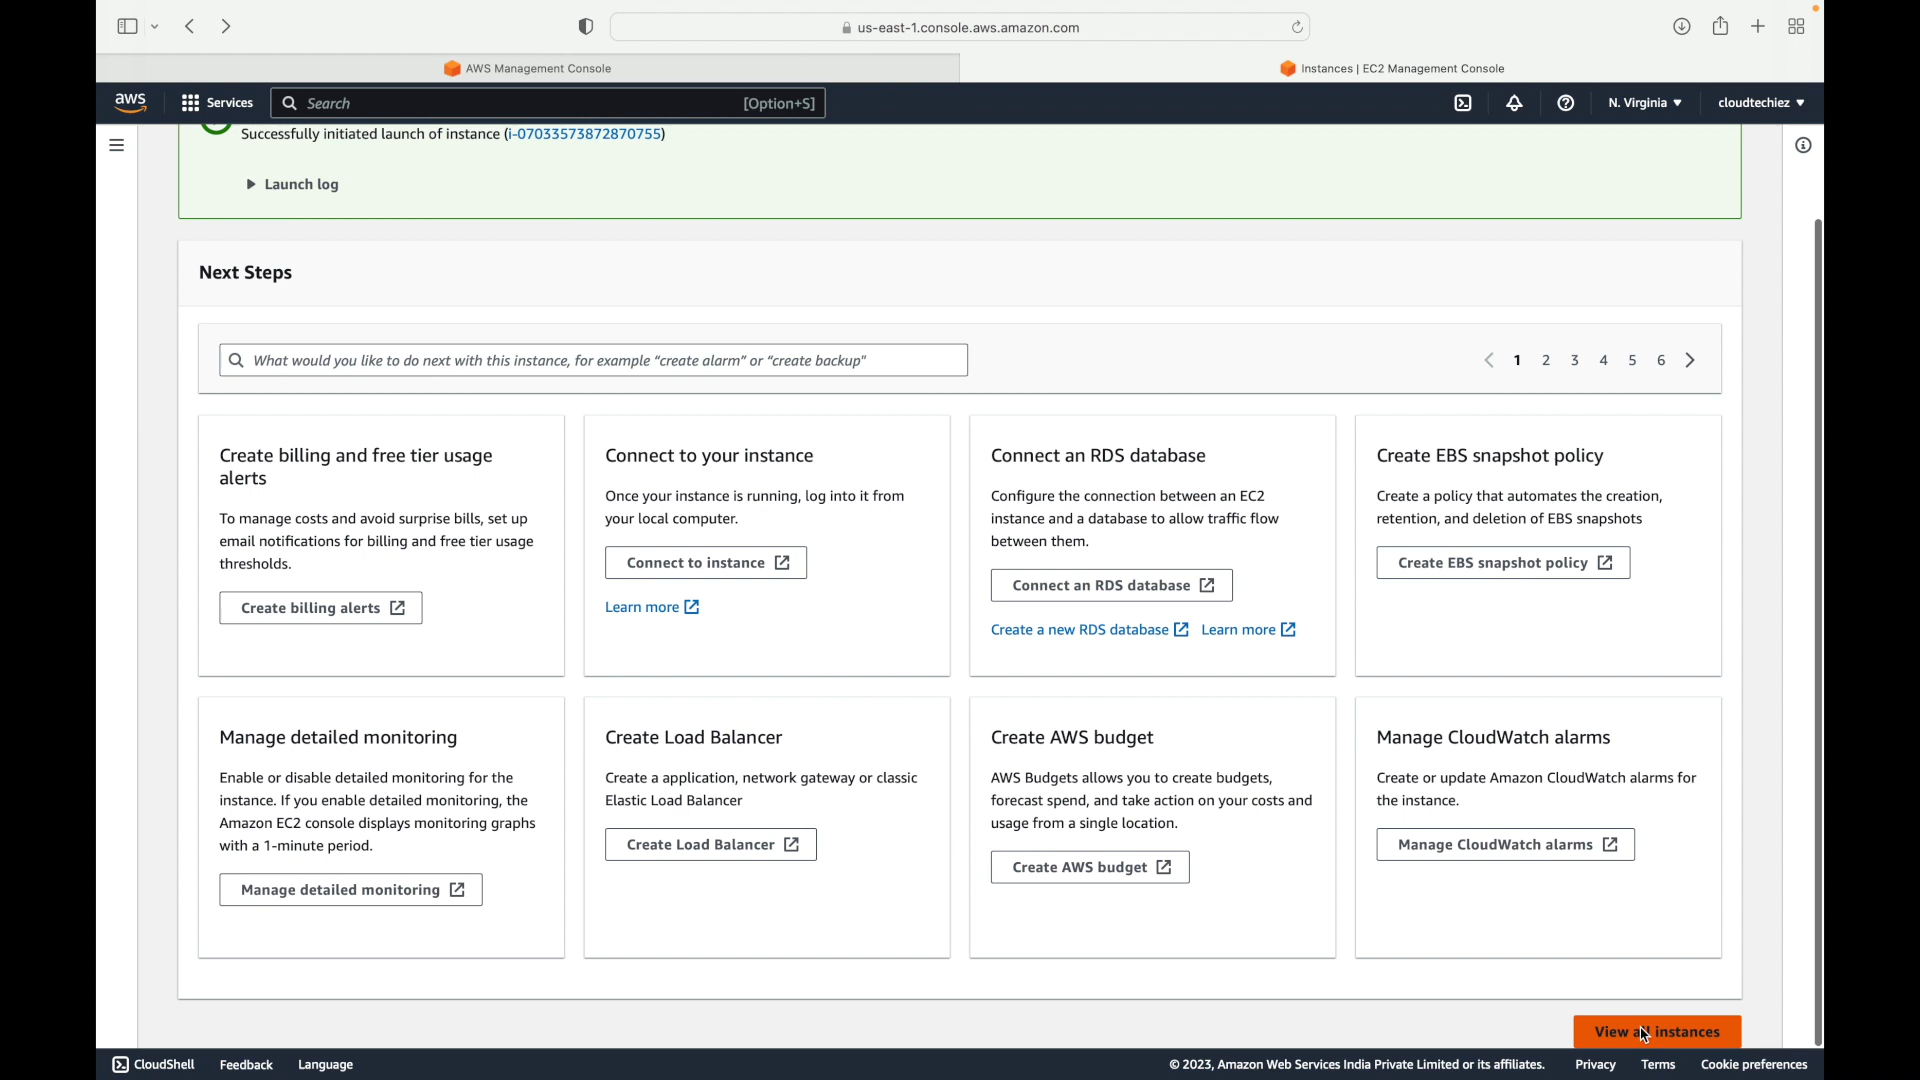 us-east-1.console.aws.amazon.com
AWS Management Console
Instances | EC2 Management Console
aws
Services
Search
[Option+S]
N. Virginia
cloudtechiez
Successfully initiated launch of instance (i-07033573872870755)
Launch log
Next Steps
What would you like to do next with this instance, for example "create alarm" or "create backup"
1 2 3 4 5 6
Create billing and free tier usage
alerts
To manage costs and avoid surprise bills, set up
email notifications for billing and free tier usage
thresholds.
Create billing alerts
Connect to your instance
Once your instance is running, log into it from
your local computer.
Connect to instance
Learn more
Connect an RDS database
Configure the connection between an EC2
instance and a database to allow traffic flow
between them.
Connect an RDS database
Create a new RDS database Learn more
Create EBS snapshot policy
Create a policy that automates the creation,
retention, and deletion of EBS snapshots
Create EBS snapshot policy
Manage detailed monitoring
Enable or disable detailed monitoring for the
instance. If you enable detailed monitoring, the
Amazon EC2 console displays monitoring graphs
with a 1-minute period.
Manage detailed monitoring
Create Load Balancer
Create a application, network gateway or classic
Elastic Load Balancer
Create Load Balancer
Create AWS budget
AWS Budgets allows you to create budgets,
forecast spend, and take action on your costs and
usage from a single location.
Create AWS budget
Manage CloudWatch alarms
Create or update Amazon CloudWatch alarms for
the instance.
Manage CloudWatch alarms
View all instances
CloudShell
Feedback
Language
© 2023, Amazon Web Services India Private Limited or its affiliates.
Privacy
Terms
Cookie preferences